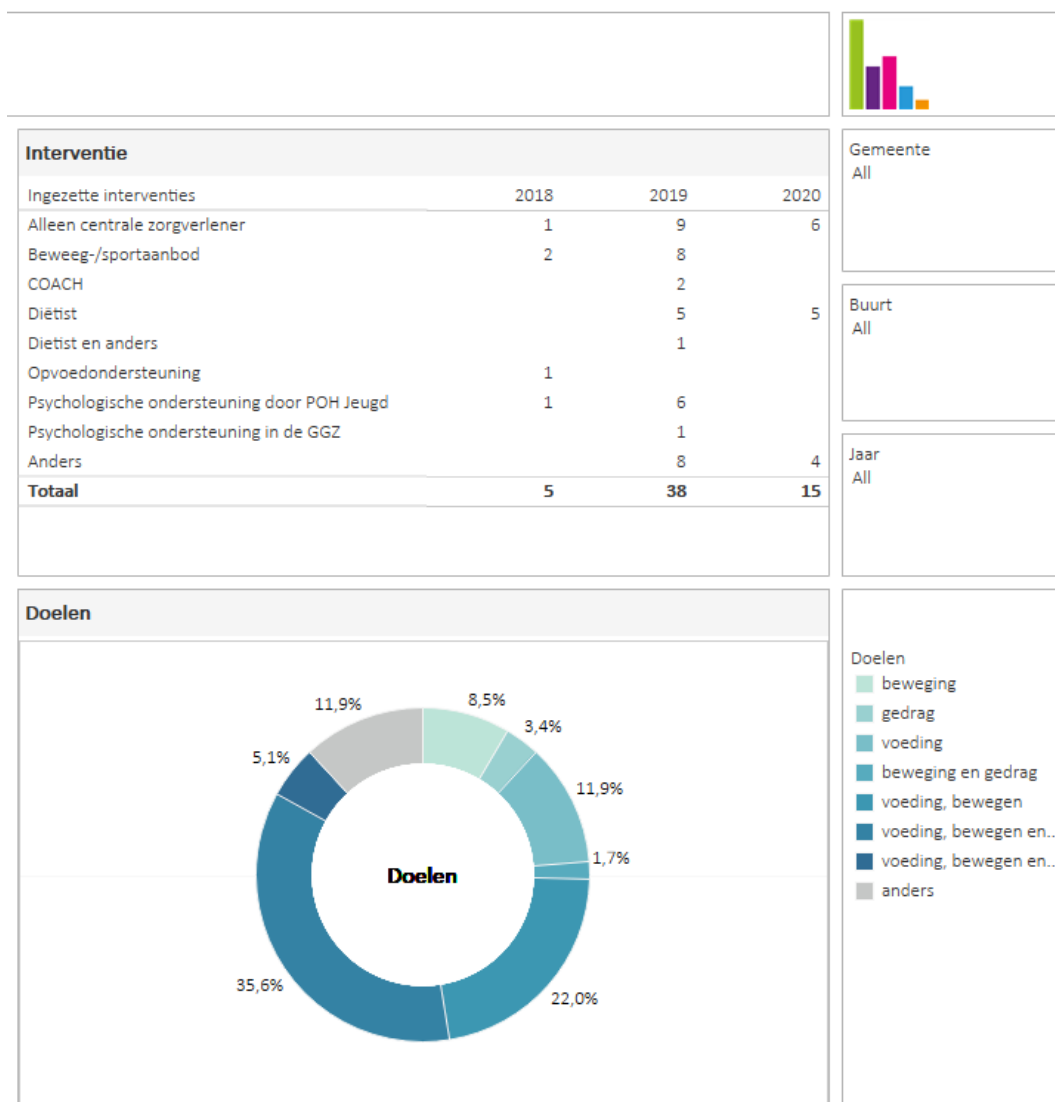 Interventie
Ingezette interventies 2018 2019 2020
Alleen centrale zorgverlener 1 9 6
Beweeg-/sportaanbod 2 8
COACH 2
Diëtist 5 5
Dietist en anders 1
Opvoedondersteuning 1
Psychologische ondersteuning door POH Jeugd 1 6
Psychologische ondersteuning in de GGZ 1
Anders 8 4
Totaal 5 38 15
Gemeente
All
Buurt
All
Jaar
All
Doelen
8,5%
3,4%
11,9%
1,7%
22,0%
35,6%
5,1%
11,9%
Doelen
Doelen
beweging
gedrag
voeding
beweging en gedrag
voeding, bewegen
voeding, bewegen en..
voeding, bewegen en..
anders